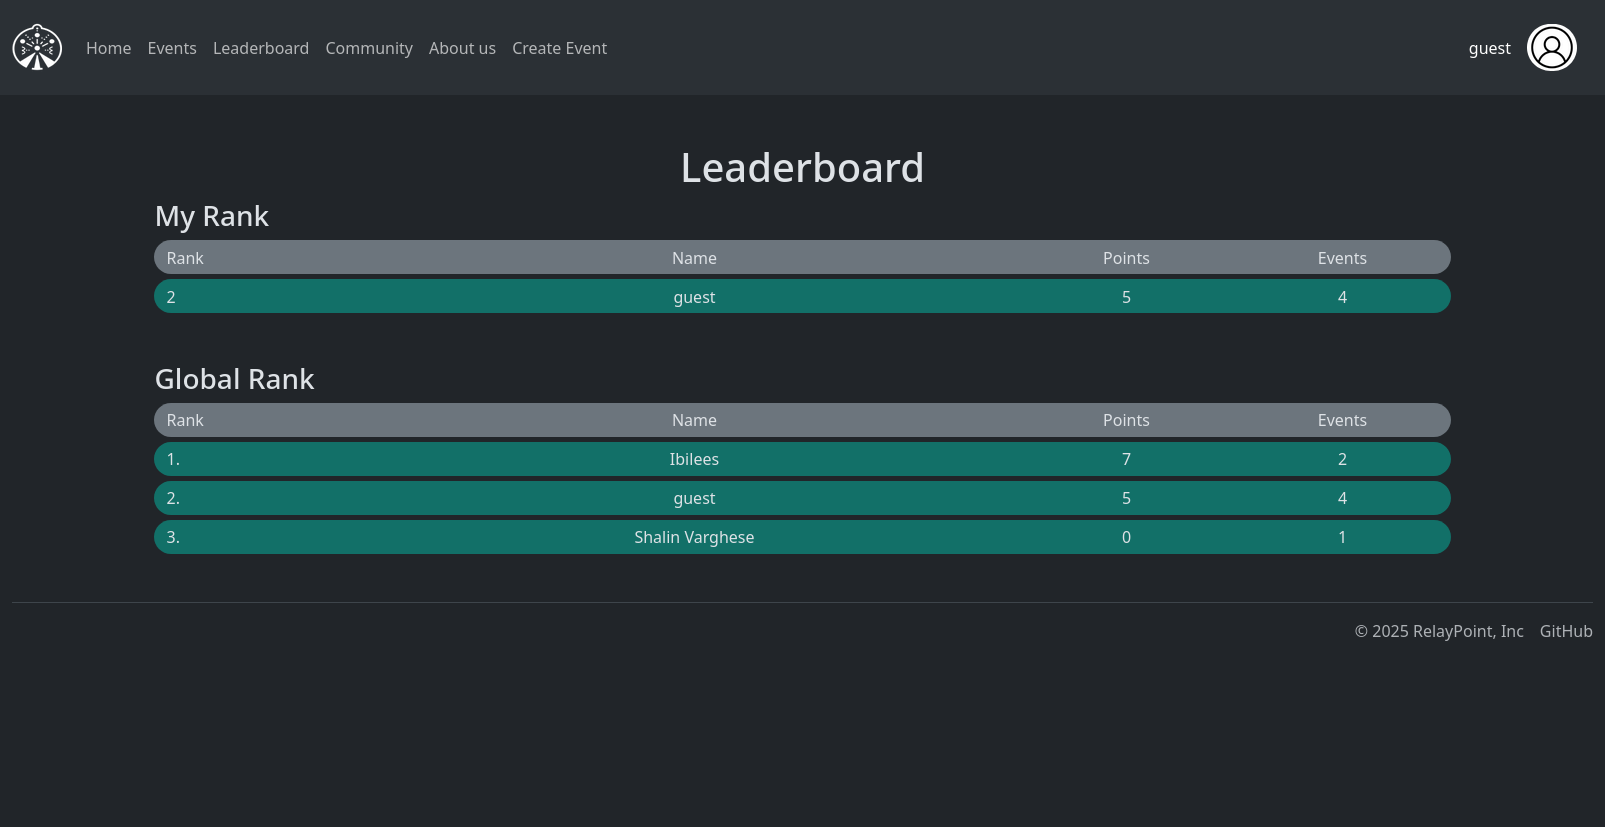 Home Events Leaderboard Community About us Create Event guest
Leaderboard
My Rank
Rank Name Points Events
2 guest 5 4
Global Rank
Rank Name Points Events
1. Ibilees 7 2
2. guest 5 4
3. Shalin Varghese 0 1
© 2025 RelayPoint, Inc GitHub